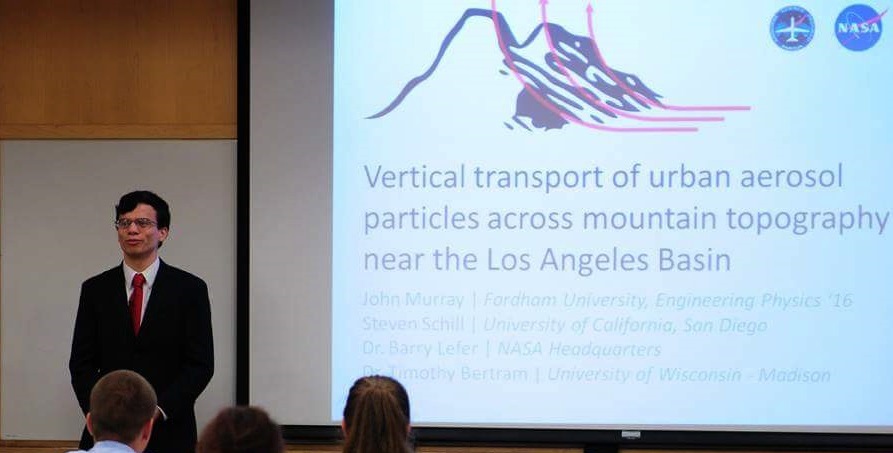 NASA
Vertical transport of urban aerosol
particles across mountain topography
near the Los Angeles Basin
John Murray | Fordham University, Engineering Physics '16
Steven Schill | University of California, San Diego
Dr. Barry Lefer | NASA Headquarters
Dr. Timothy Bertram | University of Wisconsin - Madison